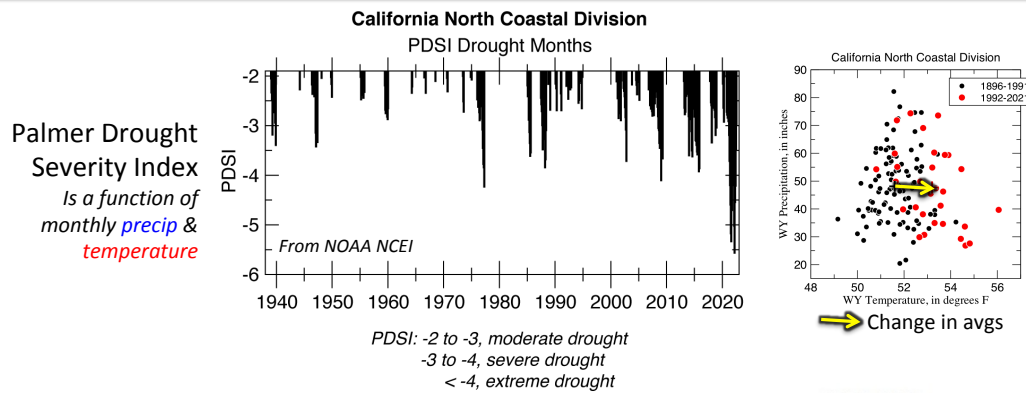 California North Coastal Division
PDSI Drought Months
Palmer Drought
Severity Index
Is a function of
monthly precip &
temperature
PDSI
-2
-3
-4
-5
-6
From NOAA NCEI
1940 1950 1960 1970 1980 1990 2000 2010 2020
PDSI: -2 to -3, moderate drought
-3 to -4, severe drought
< -4, extreme drought
California North Coastal Division
1896-1991
1992-202
WY Precipitation, in inches
90
80
70
60
50
40
30
20
48 50 52 54 56
WY Temperature, in degrees F
Change in avgs